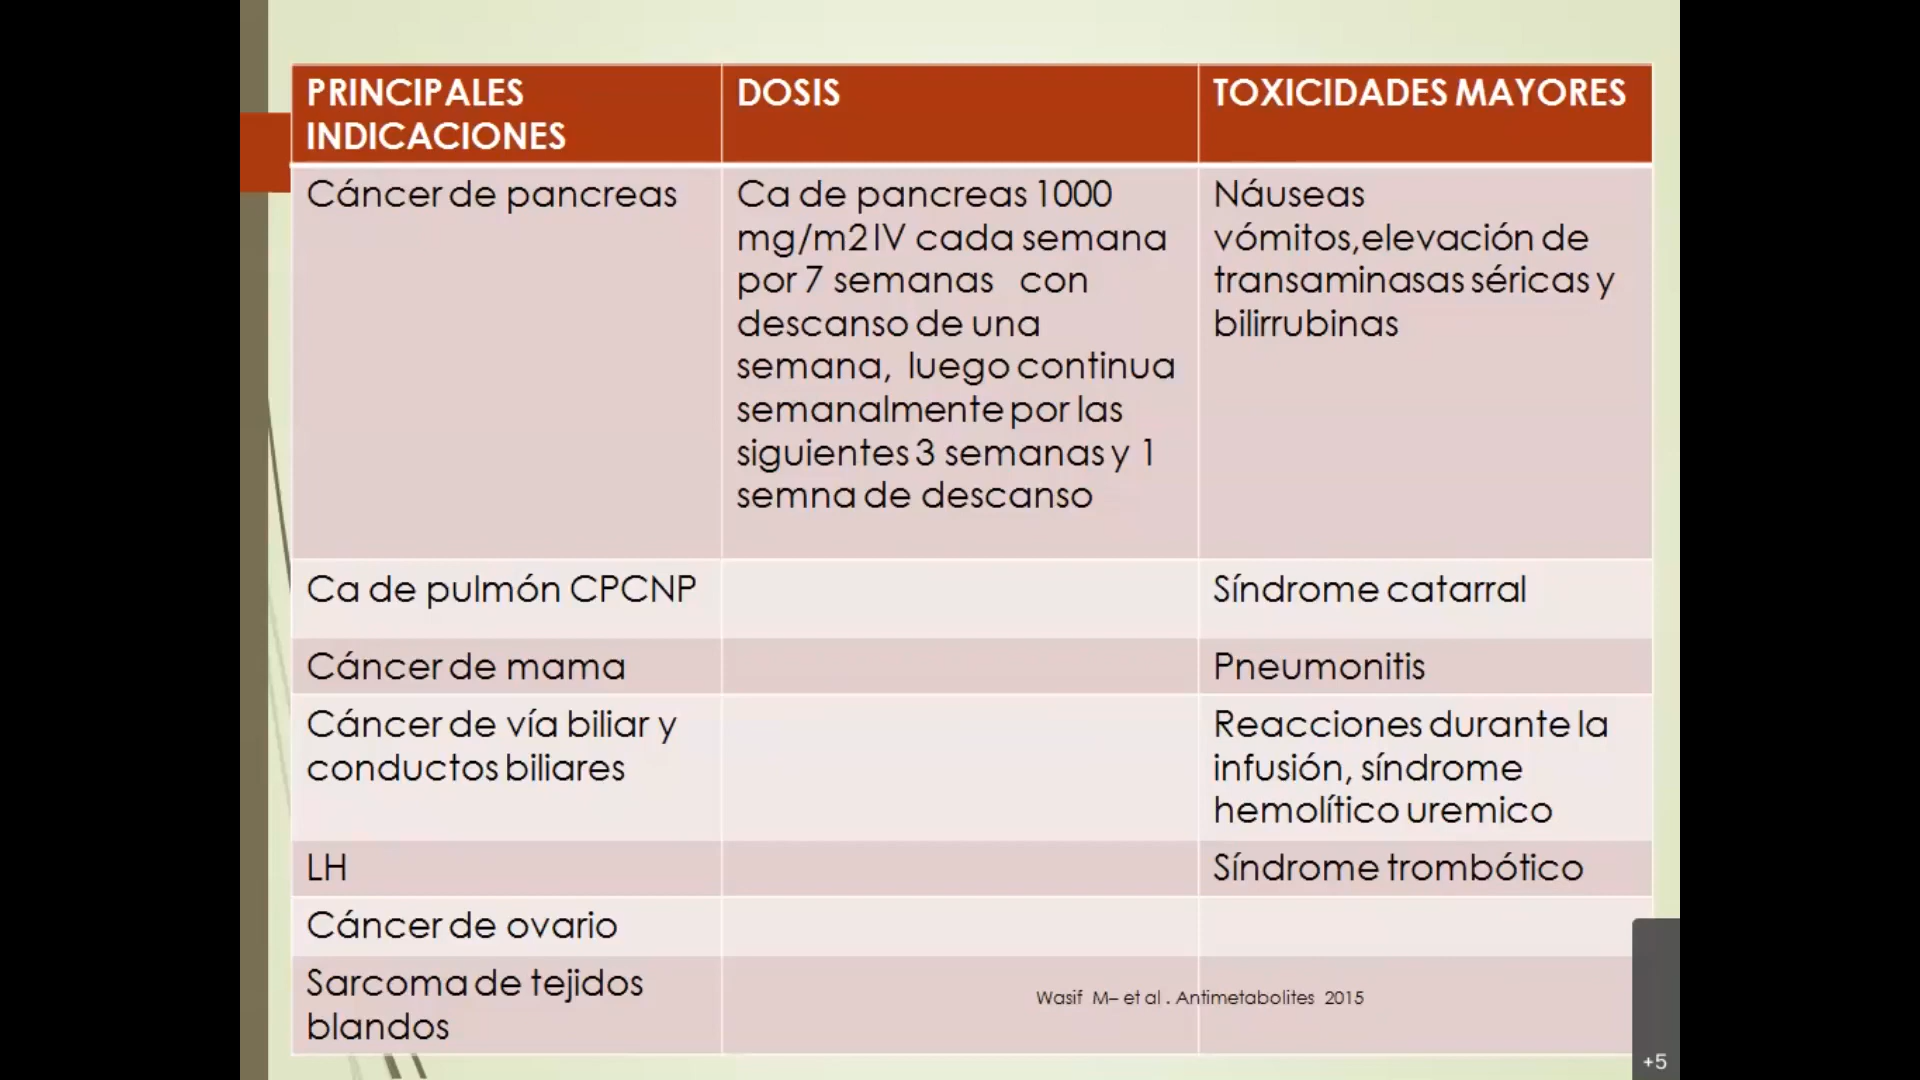 PRINCIPALES
INDICACIONES
DOSIS
TOXICIDADES MAYORES
Cáncer de pancreas
Ca de pancreas 1000
mg/m2 IV cada semana
por 7 semanas con
descanso de una
semana, luego continua
semanalmente por las
siguientes 3 semanas y 1
semna de descanso
Náuseas
vómitos,elevación de
transaminasas séricas y
bilirrubinas
Ca de pulmón CPCNP
Síndrome catarral
Cáncer de mama
Pneumonitis
Cáncer de vía biliar y
conductos biliares
Reacciones durante la
infusión, síndrome
hemolítico uremico
LH
Síndrome trombótico
Cáncer de ovario
Sarcoma de tejidos
blandos
Wasif M– et al . Antimetabolites 2015
+5